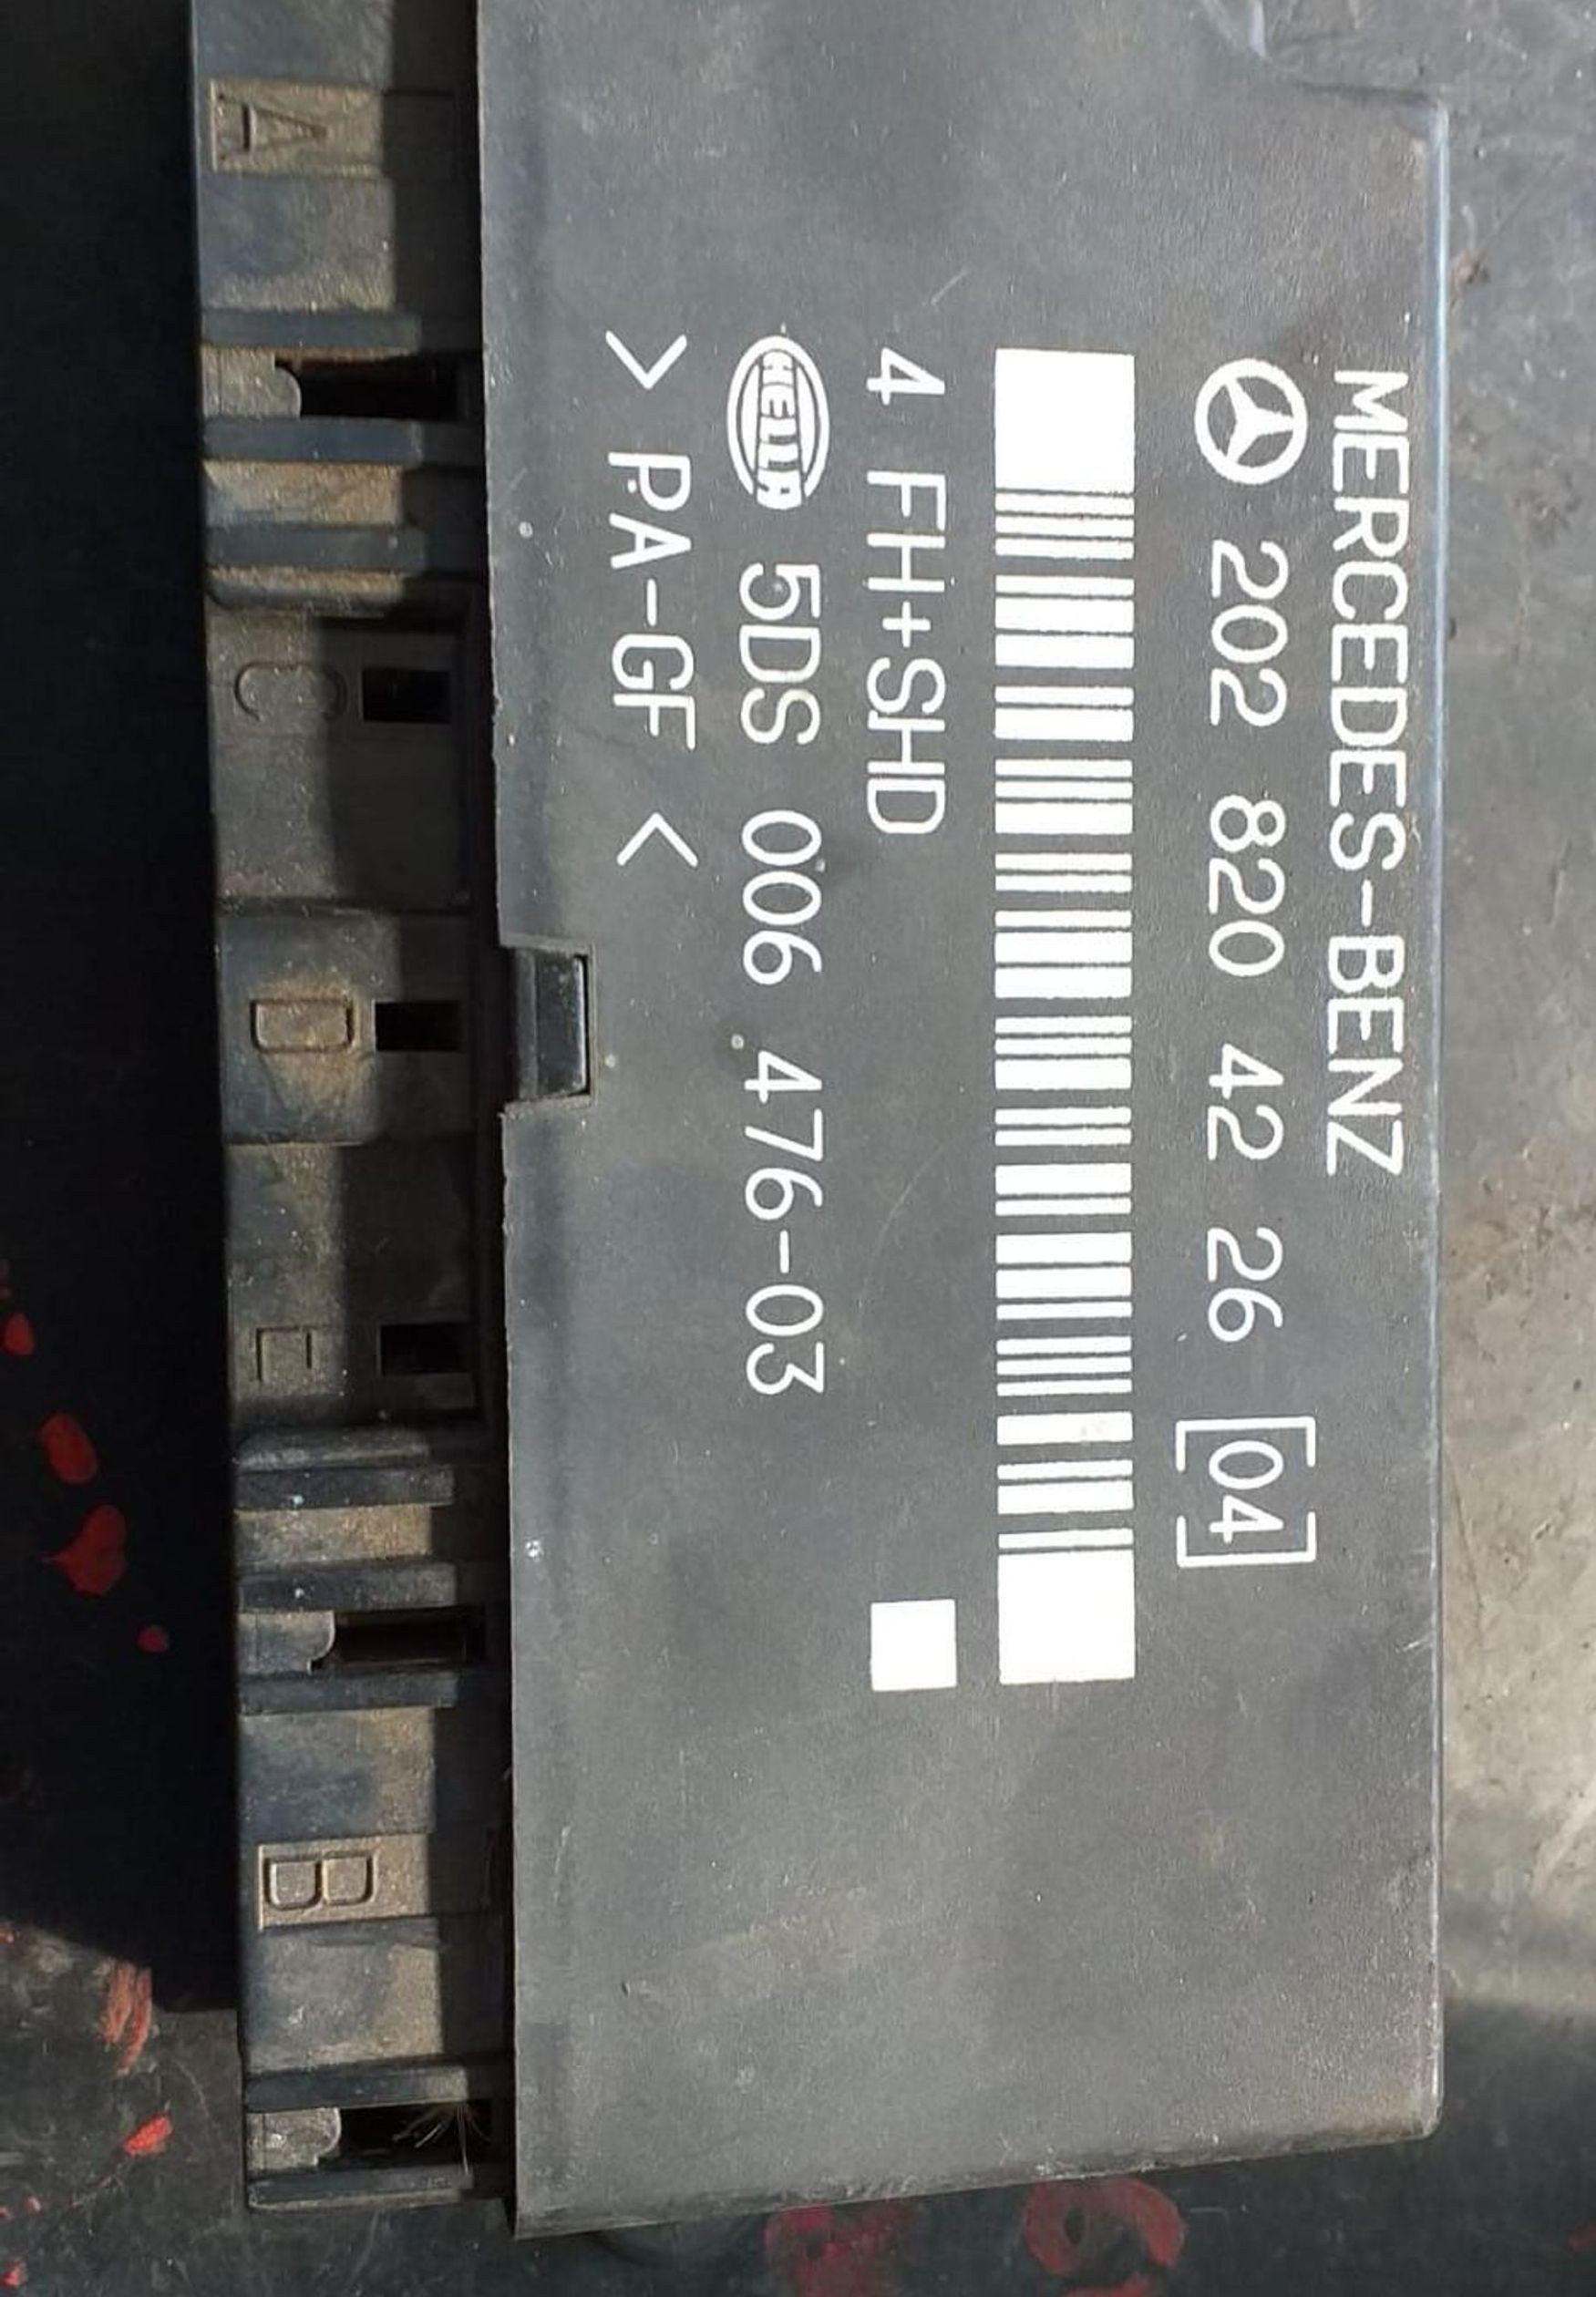 MERCEDES-BENZ
202 820 42 26 [04]
4 FH+SHD
HELLA 5DS 006 476-03
> PA-GF <
A
C
D
E
B